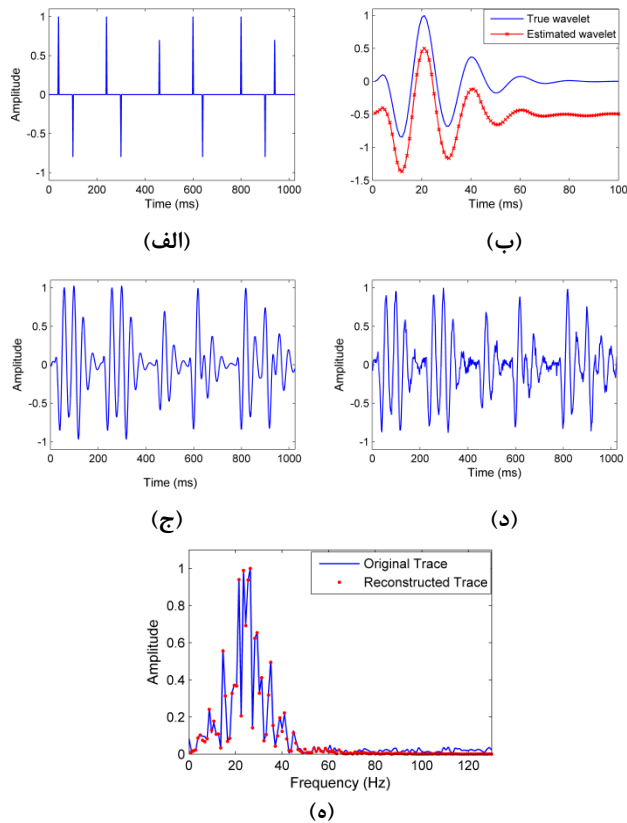 Amplitude
1
0.5
0
-0.5
-1
0 200 400 600 800 1000
Time (ms)
(الف)
1
0.5
0
-0.5
-1
-1.5
0 20 40 60 80 100
Time (ms)
True wavelet
Estimated wavelet
(ب)
Amplitude
1
0.5
0
-0.5
-1
0 200 400 600 800 1000
Time (ms)
(ج)
Amplitude
1
0.5
0
-0.5
-1
0 200 400 600 800 1000
Time (ms)
(د)
Amplitude
1
0.8
0.6
0.4
0.2
0
0 20 40 60 80 100 120
Frequency (Hz)
Original Trace
Reconstructed Trace
(ه)